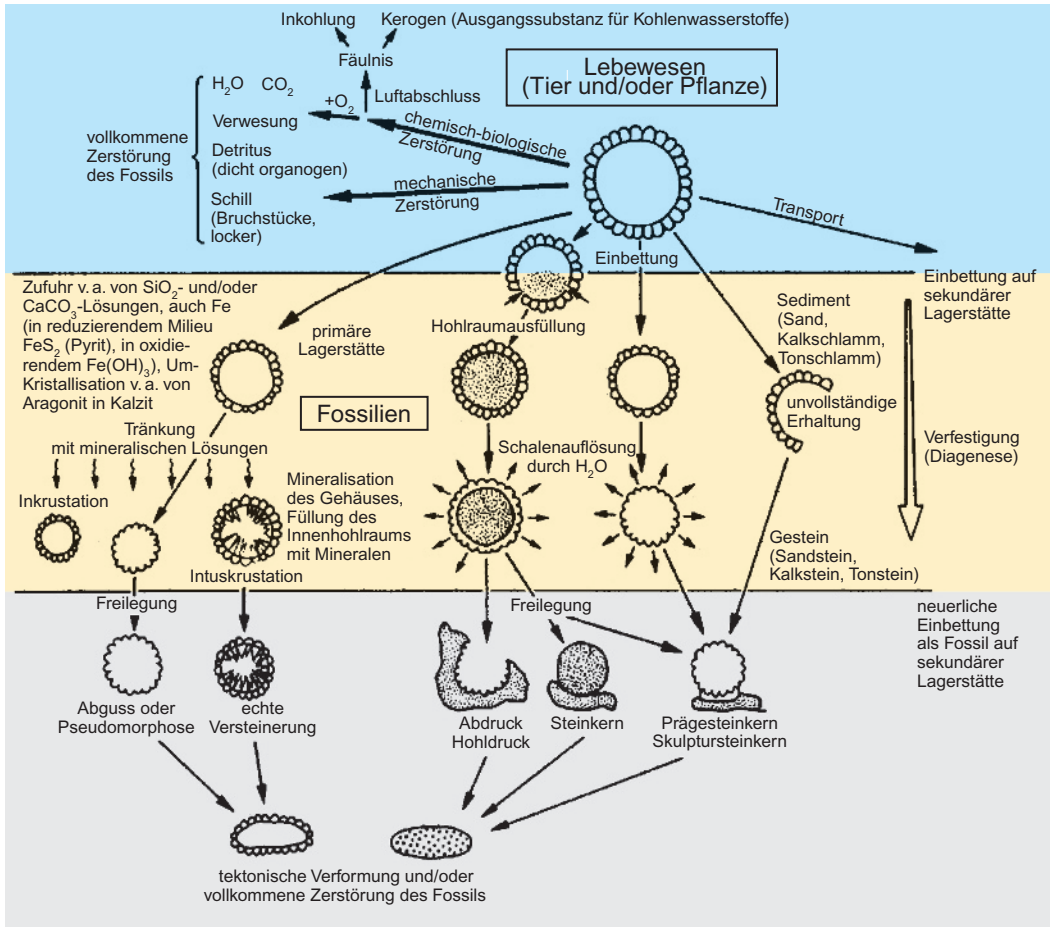 Inkohlung
Kerogen (Ausgangssubstanz für Kohlenwasserstoffe)
Fäulnis
Lebewesen
(Tier und/oder Pflanze)
H₂O CO₂
+O₂
Luftabschluss
Verwesung
chemisch-biologische
Zerstörung
vollkommene
Zerstörung
des Fossils
Detritus
(dicht organogen)
mechanische
Zerstörung
Schill
(Bruchstücke,
locker)
Transport
Einbettung
Einbettung auf
sekundärer
Lagerstätte
Zufuhr v. a. von SiO₂- und/oder
CaCO₃-Lösungen, auch Fe
(in reduzierendem Milieu
FeS₂ (Pyrit), in oxidie-
rendem Fe(OH)₃), Um-
Kristallisation v. a. von
Aragonit in Kalzit
primäre
Lagerstätte
Hohlraumausfüllung
Sediment
(Sand,
Kalkschlamm,
Tonschlamm)
Fossilien
unvollständige
Erhaltung
Tränkung
mit mineralischen Lösungen
Schalenauflösung
durch H₂O
Verfestigung
(Diagenese)
Inkrustation
Mineralisation
des Gehäuses,
Füllung des
Innenhohlraums
mit Mineralen
Intuskrustation
Gestein
(Sandstein,
Kalkstein, Tonstein)
Freilegung
Freilegung
neuerliche
Einbettung
als Fossil auf
sekundärer
Lagerstätte
Abguss oder
Pseudomorphose
echte
Versteinerung
Abdruck
Hohldruck
Steinkern
Prägesteinkern
Skulptursteinkern
tektonische Verformung und/oder
vollkommene Zerstörung des Fossils